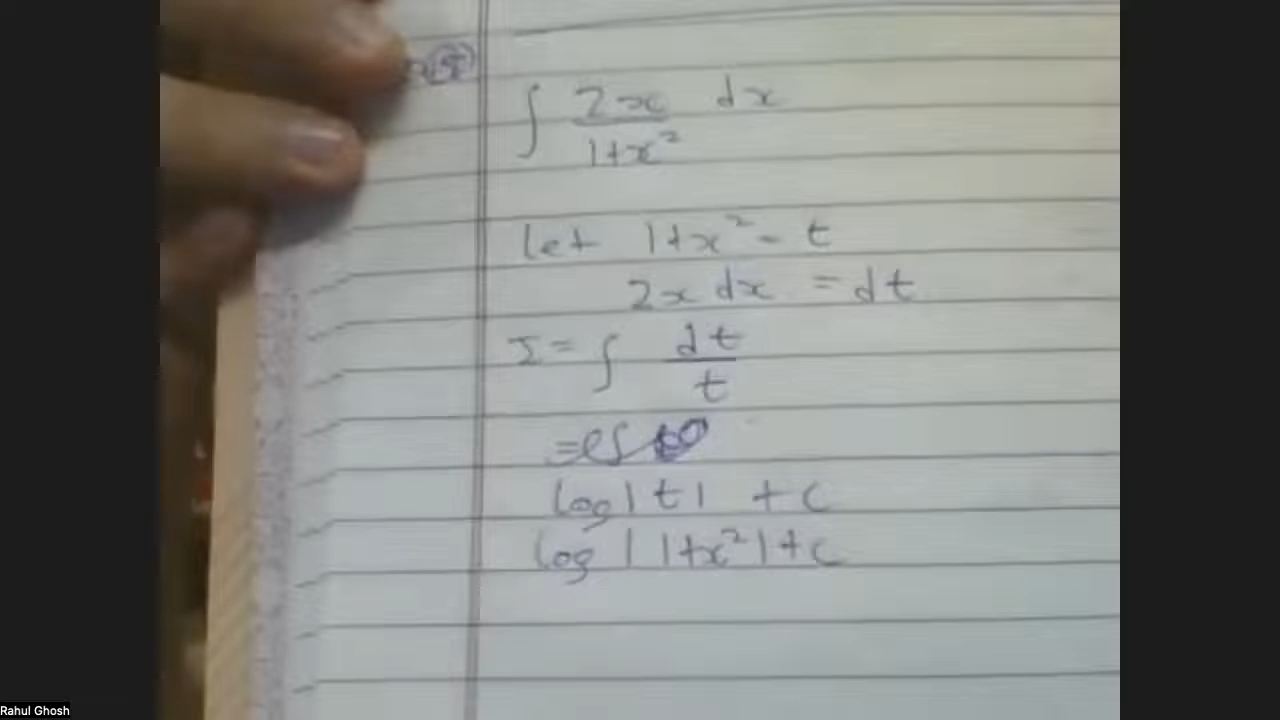 ∫ 2x/1+x² dx
let 1+x² = t
2x dx = dt
I = ∫ dt/t
log|t| + c
log|1+x²|+c
Rahul Ghosh